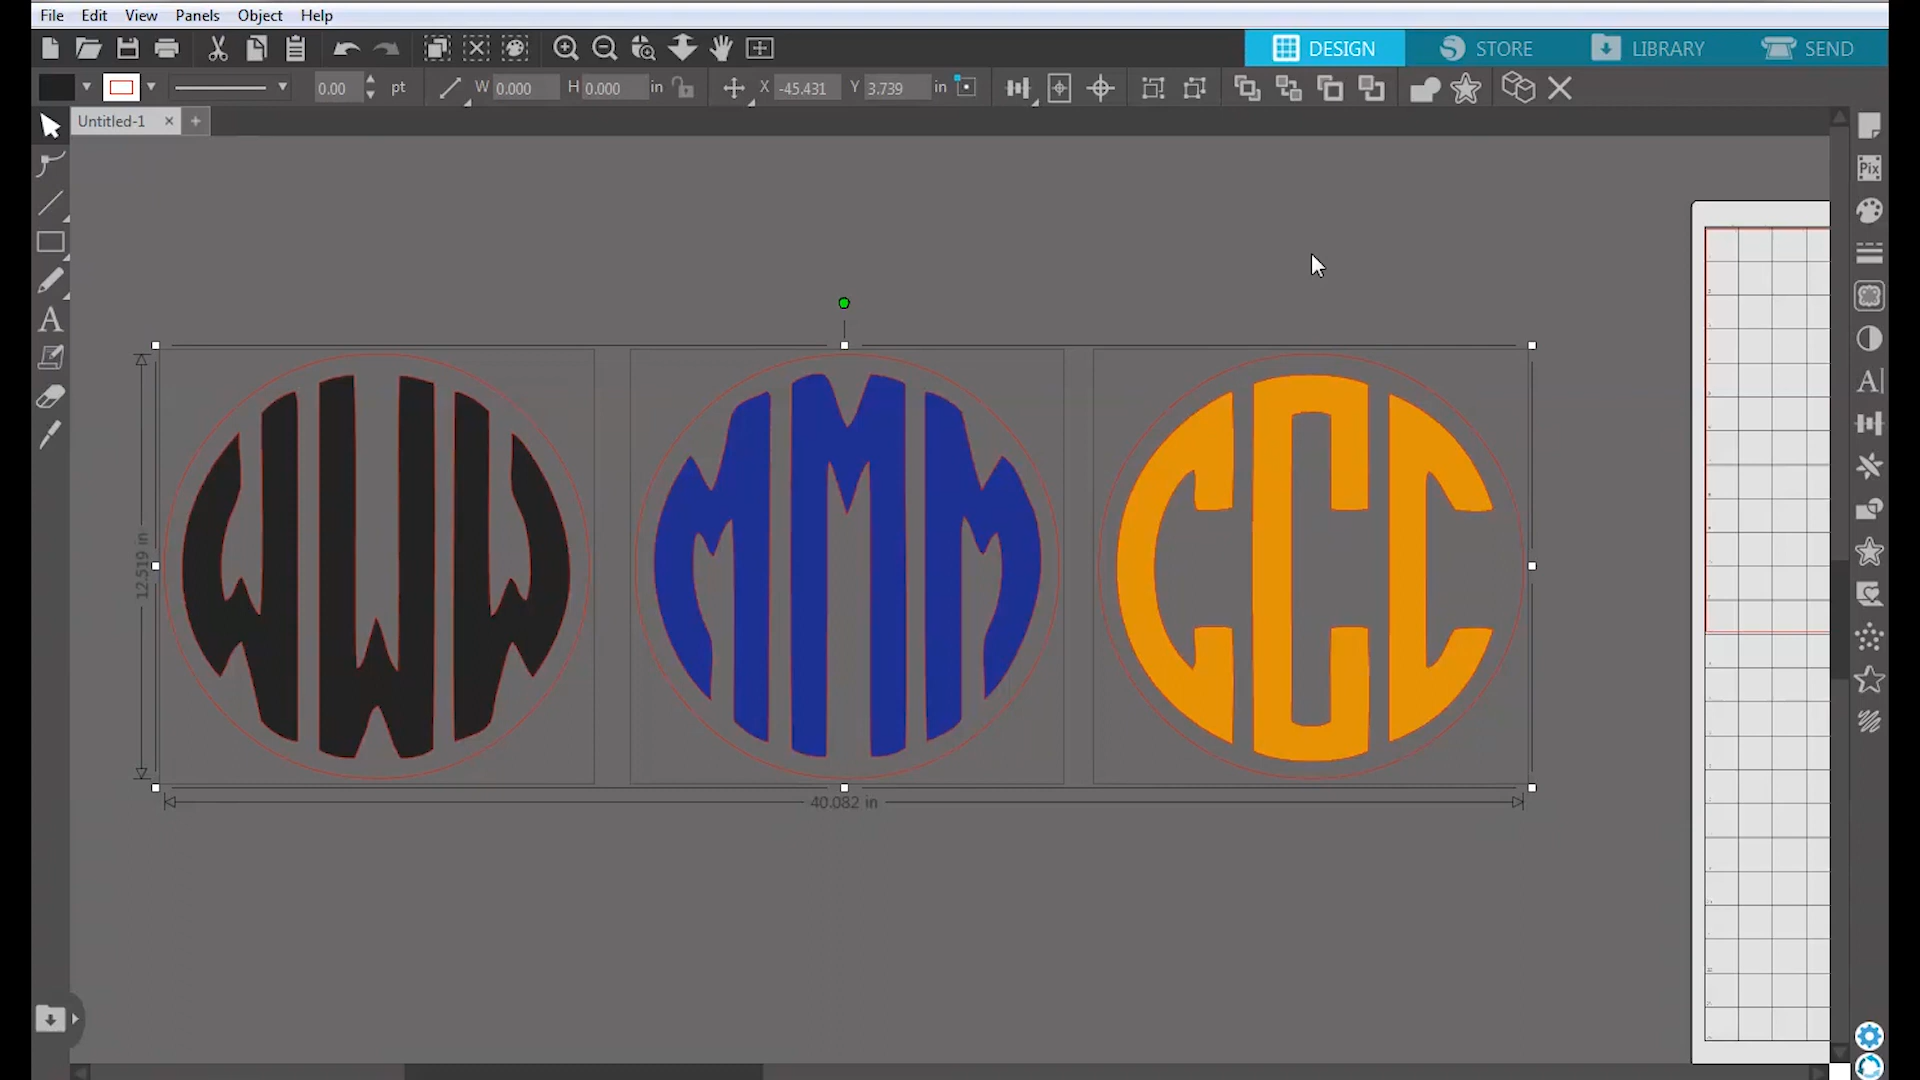 File Edit View Panels Object Help
DESIGN STORE LIBRARY SEND
0.00 pt W 0.000 H 0.000 in X -45.431 Y 3.739 in
Untitled-1
Pix
A
A
WWW MMM CCC
12.519 in
40.082 in